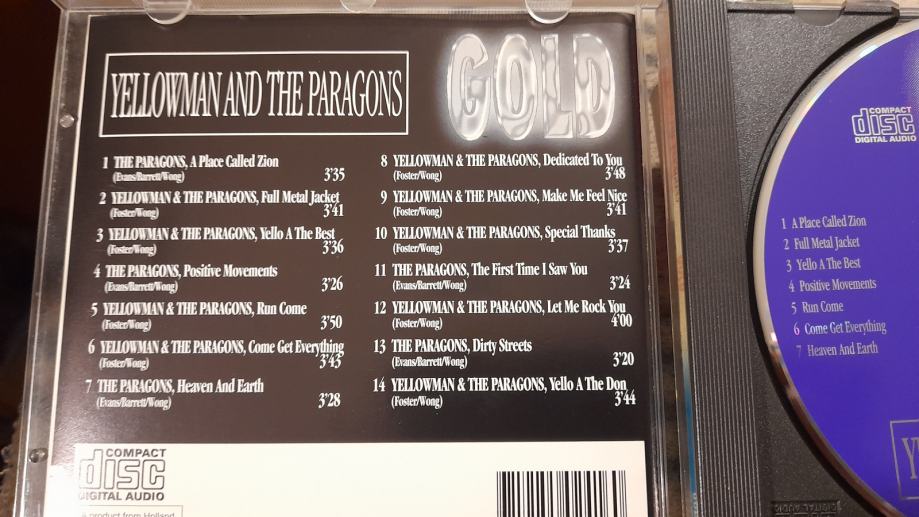 YELLOWMAN AND THE PARAGONS
GOLD
1 THE PARAGONS, A Place Called Zion
(Evans/Barrett/Wong) 3'35
2 YELLOWMAN & THE PARAGONS, Full Metal Jacket
(Foster/Wong) 3'41
3 YELLOWMAN & THE PARAGONS, Yello A The Best
(Foster/Wong) 3'36
4 THE PARAGONS, Positive Movements
(Evans/Barrett/Wong) 3'26
5 YELLOWMAN & THE PARAGONS, Run Come
(Foster/Wong) 3'50
6 YELLOWMAN & THE PARAGONS, Come Get Everything
(Foster/Wong) 3'43
7 THE PARAGONS, Heaven And Earth
(Evans/Barrett/Wong) 3'28
8 YELLOWMAN & THE PARAGONS, Dedicated To You
(Foster/Wong) 3'48
9 YELLOWMAN & THE PARAGONS, Make Me Feel Nice
(Foster/Wong) 3'41
10 YELLOWMAN & THE PARAGONS, Special Thanks
(Foster/Wong) 3'37
11 THE PARAGONS, The First Time I Saw You
(Evans/Barrett/Wong) 3'24
12 YELLOWMAN & THE PARAGONS, Let Me Rock You
(Foster/Wong) 4'00
13 THE PARAGONS, Dirty Streets
(Evans/Barrett/Wong) 3'20
14 YELLOWMAN & THE PARAGONS, Yello A The Don
(Foster/Wong) 3'44
COMPACT
disc
DIGITAL AUDIO
A product from Holland
COMPACT
disc
DIGITAL AUDIO
1 A Place Called Zion
2 Full Metal Jacket
3 Yello A The Best
4 Positive Movements
5 Run Come
6 Come Get Everything
7 Heaven And Earth